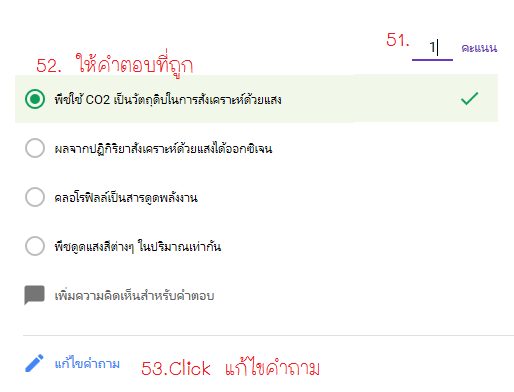 51. 1 คะแนน
52. ให้คำตอบที่ถูก
พืชใช้ CO2 เป็นวัตถุดิบในการสังเคราะห์ด้วยแสง
ผลจากปฏิกิริยาสังเคราะห์ด้วยแสงได้ออกซิเจน
คลอโรฟิลล์เป็นสารดูดพลังงาน
พืชดูดแสงสีต่างๆ ในปริมาณเท่ากัน
เพิ่มความคิดเห็นสำหรับคำตอบ
แก้ไขคำถาม 53.Click แก้ไขคำถาม